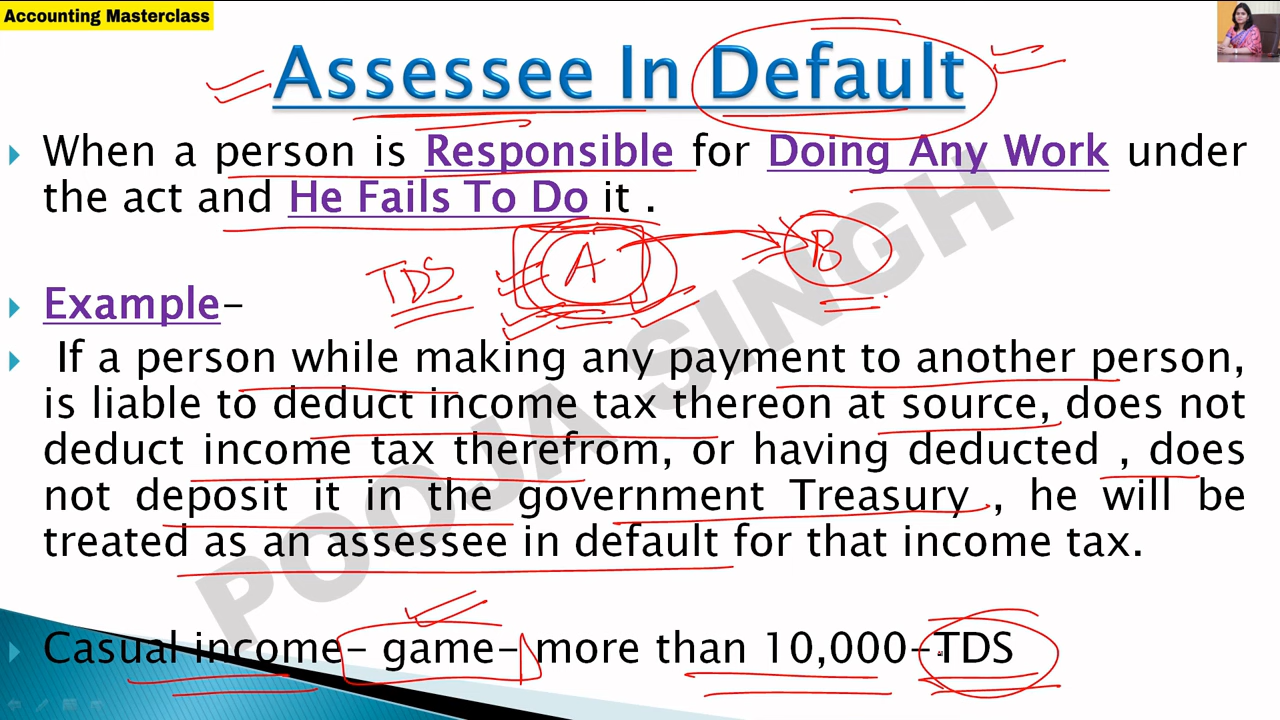 Accounting Masterclass
Assessee In Default
When a person is Responsible for Doing Any Work under
the act and He Fails To Do it .
TDS A B
Example-
If a person while making any payment to another person,
is liable to deduct income tax thereon at source, does not
deduct income tax therefrom, or having deducted , does
not deposit it in the government Treasury , he will be
treated as an assessee in default for that income tax.
Casual income- game- more than 10,000-TDS
POOJA SINGH